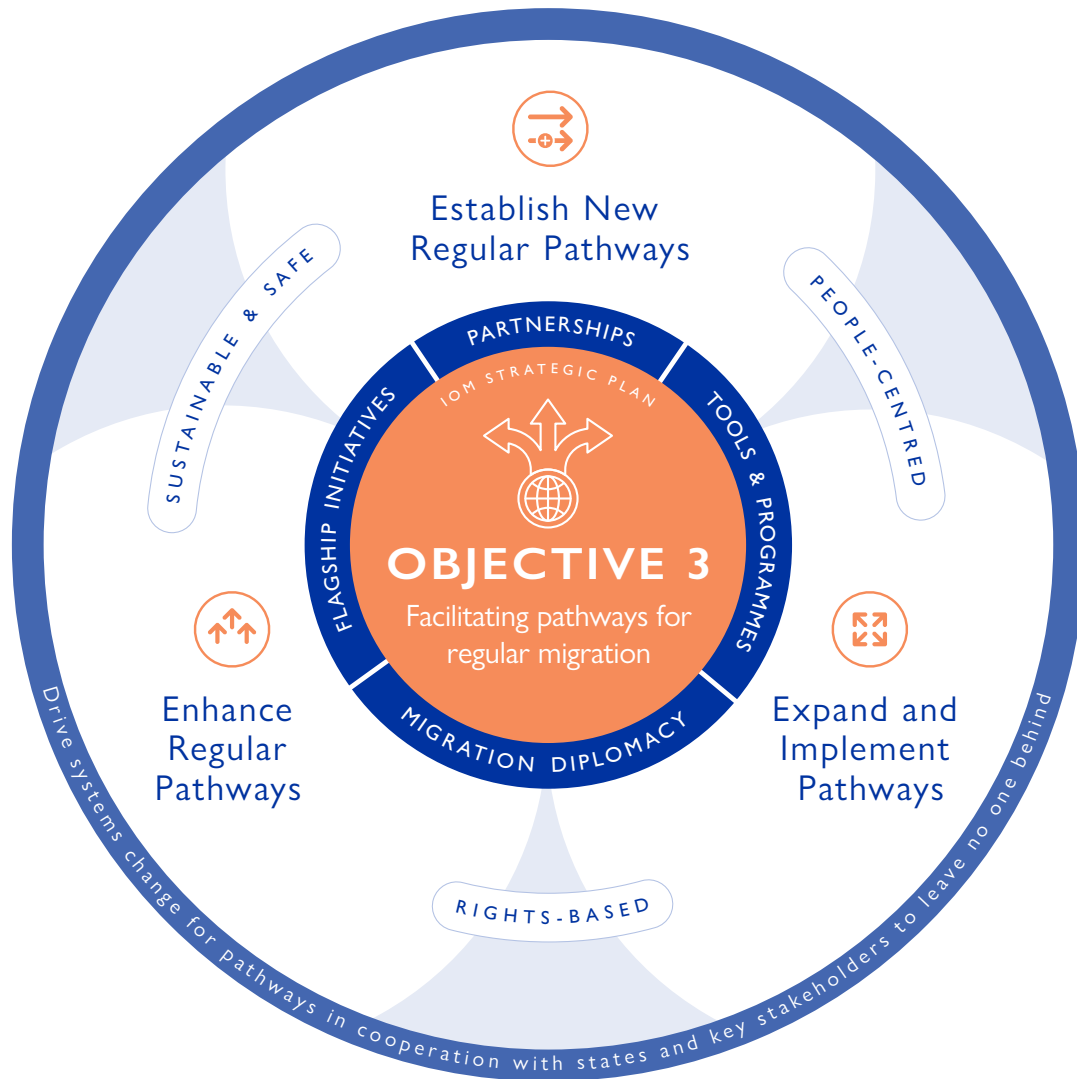 Establish New
Regular Pathways
SUSTAINABLE & SAFE
PEOPLE-CENTRED
PARTNERSHIPS
FLAGSHIP INITIATIVES
TOOLS & PROGRAMMES
MIGRATION DIPLOMACY
IOM STRATEGIC PLAN
OBJECTIVE 3
Facilitating pathways for
regular migration
Enhance
Regular
Pathways
Expand and
Implement
Pathways
RIGHTS-BASED
Drive systems change for pathways in cooperation with states and key stakeholders to leave no one behind